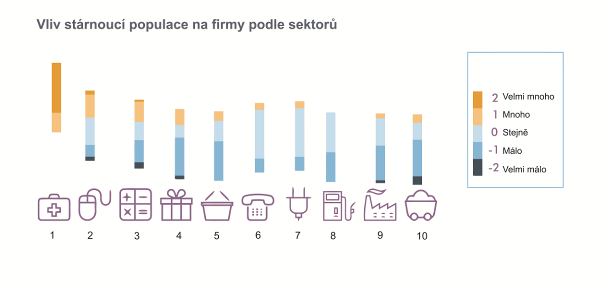 Vliv stárnoucí populace na firmy podle sektorů
2 Velmi mnoho
1 Mnoho
0 Stejně
-1 Málo
-2 Velmi málo
1 2 3 4 5 6 7 8 9 10